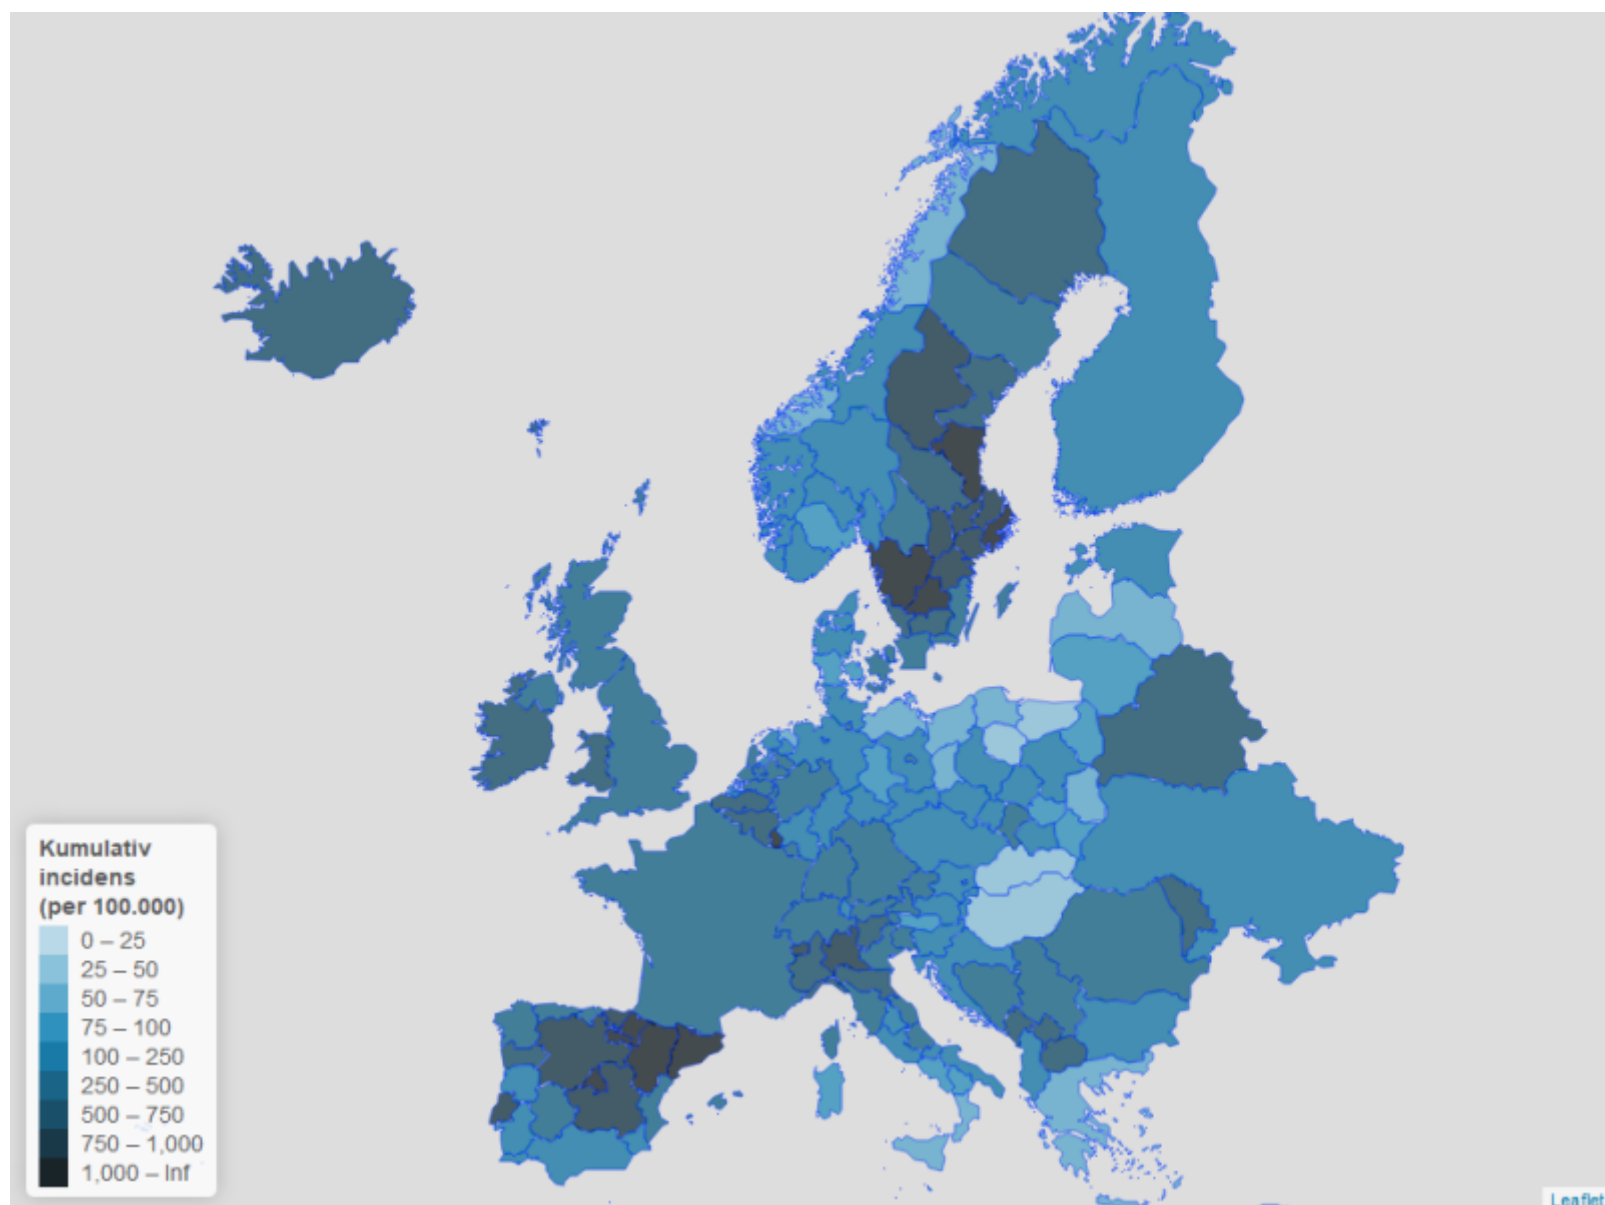 Kumulativ
incidens
(per 100.000)
0 – 25
25 – 50
50 – 75
75 – 100
100 – 250
250 – 500
500 – 750
750 – 1,000
1,000 – Inf
Leaflet